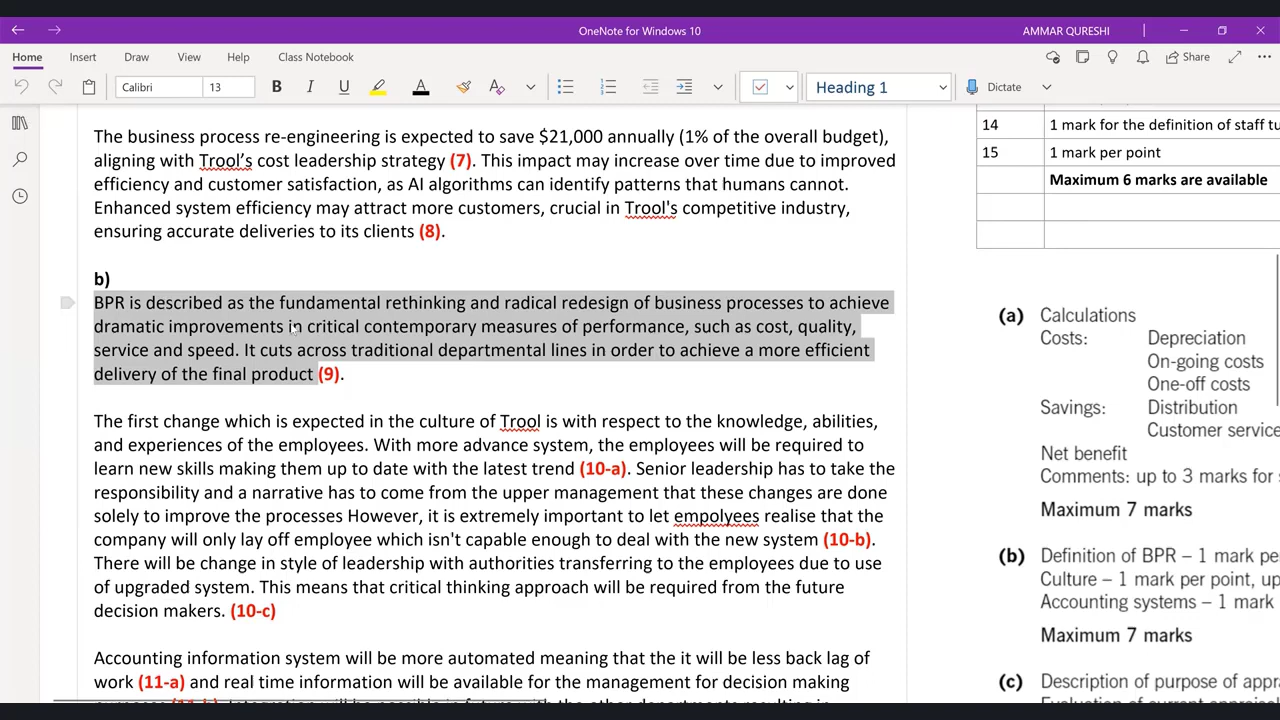 OneNote for Windows 10
AMMAR QURESHI
Home
Insert
Draw
View
Help
Class Notebook
Share
Calibri
13
B
I
U
A
Heading 1
Dictate
The business process re-engineering is expected to save $21,000 annually (1% of the overall budget),
aligning with Trool’s cost leadership strategy (7). This impact may increase over time due to improved
efficiency and customer satisfaction, as AI algorithms can identify patterns that humans cannot.
Enhanced system efficiency may attract more customers, crucial in Trool's competitive industry,
ensuring accurate deliveries to its clients (8).
b)
BPR is described as the fundamental rethinking and radical redesign of business processes to achieve
dramatic improvements in critical contemporary measures of performance, such as cost, quality,
service and speed. It cuts across traditional departmental lines in order to achieve a more efficient
delivery of the final product (9).
The first change which is expected in the culture of Trool is with respect to the knowledge, abilities,
and experiences of the employees. With more advance system, the employees will be required to
learn new skills making them up to date with the latest trend (10-a). Senior leadership has to take the
responsibility and a narrative has to come from the upper management that these changes are done
solely to improve the processes However, it is extremely important to let empolyees realise that the
company will only lay off employee which isn't capable enough to deal with the new system (10-b).
There will be change in style of leadership with authorities transferring to the employees due to use
of upgraded system. This means that critical thinking approach will be required from the future
decision makers. (10-c)
Accounting information system will be more automated meaning that the it will be less back lag of
work (11-a) and real time information will be available for the management for decision making
14
1 mark for the definition of staff tu
15
1 mark per point
Maximum 6 marks are available
(a) Calculations
Costs: Depreciation
On-going costs
One-off costs
Savings: Distribution
Customer service
Net benefit
Comments: up to 3 marks for
Maximum 7 marks
(b) Definition of BPR – 1 mark pe
Culture – 1 mark per point, up
Accounting systems – 1 mark
Maximum 7 marks
(c) Description of purpose of appra